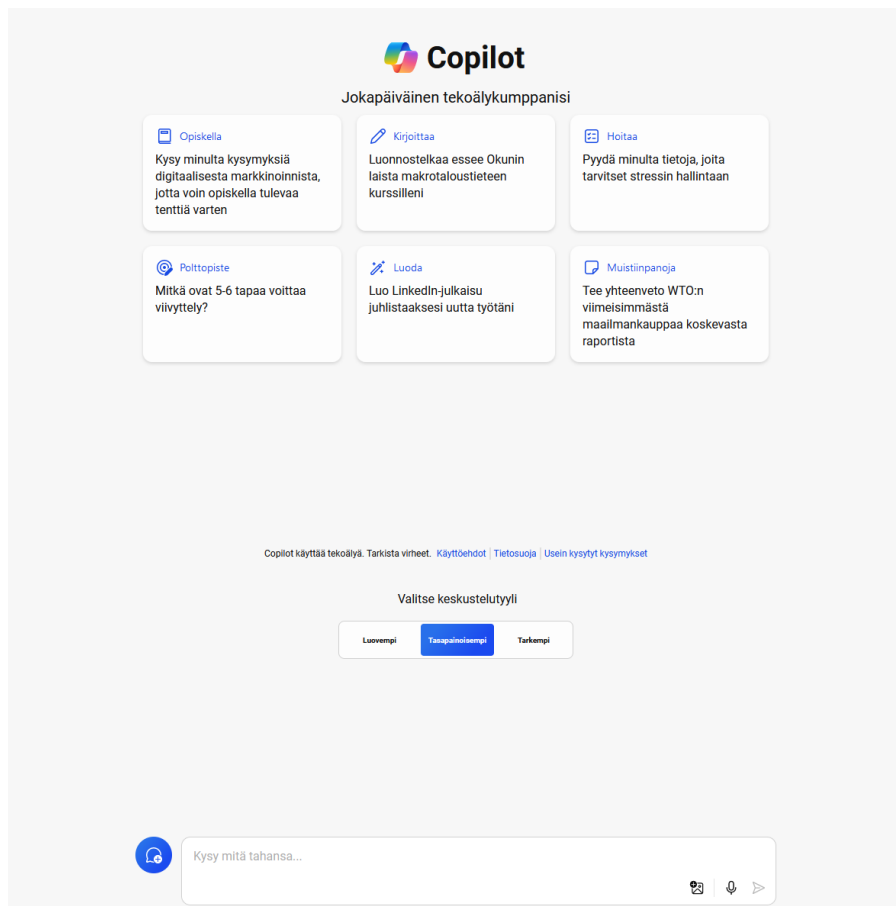 Copilot
Jokapäiväinen tekoälykumppanisi
Opiskella
Kysy minulta kysymyksiä
digitaalisesta markkinoinnista,
jotta voin opiskella tulevaa
tenttiä varten
Kirjoittaa
Luonnostelkaa essee Okunin
laista makrotaloustieteen
kurssilleni
Hoitaa
Pyydä minulta tietoja, joita
tarvitset stressin hallintaan
Polttopiste
Mitkä ovat 5-6 tapaa voittaa
viivyttely?
Luoda
Luo LinkedIn-julkaisu
juhlistaaksesi uutta työtäni
Muistiinpanoja
Tee yhteenveto WTO:n
viimeisimmästä
maailmankauppaa koskevasta
raportista
Copilot käyttää tekoälyä. Tarkista virheet. Käyttöehdot | Tietosuoja | Usein kysytyt kysymykset
Valitse keskustelutyyli
Luovempi Tasapainoisempi Tarkempi
Kysy mitä tahansa...